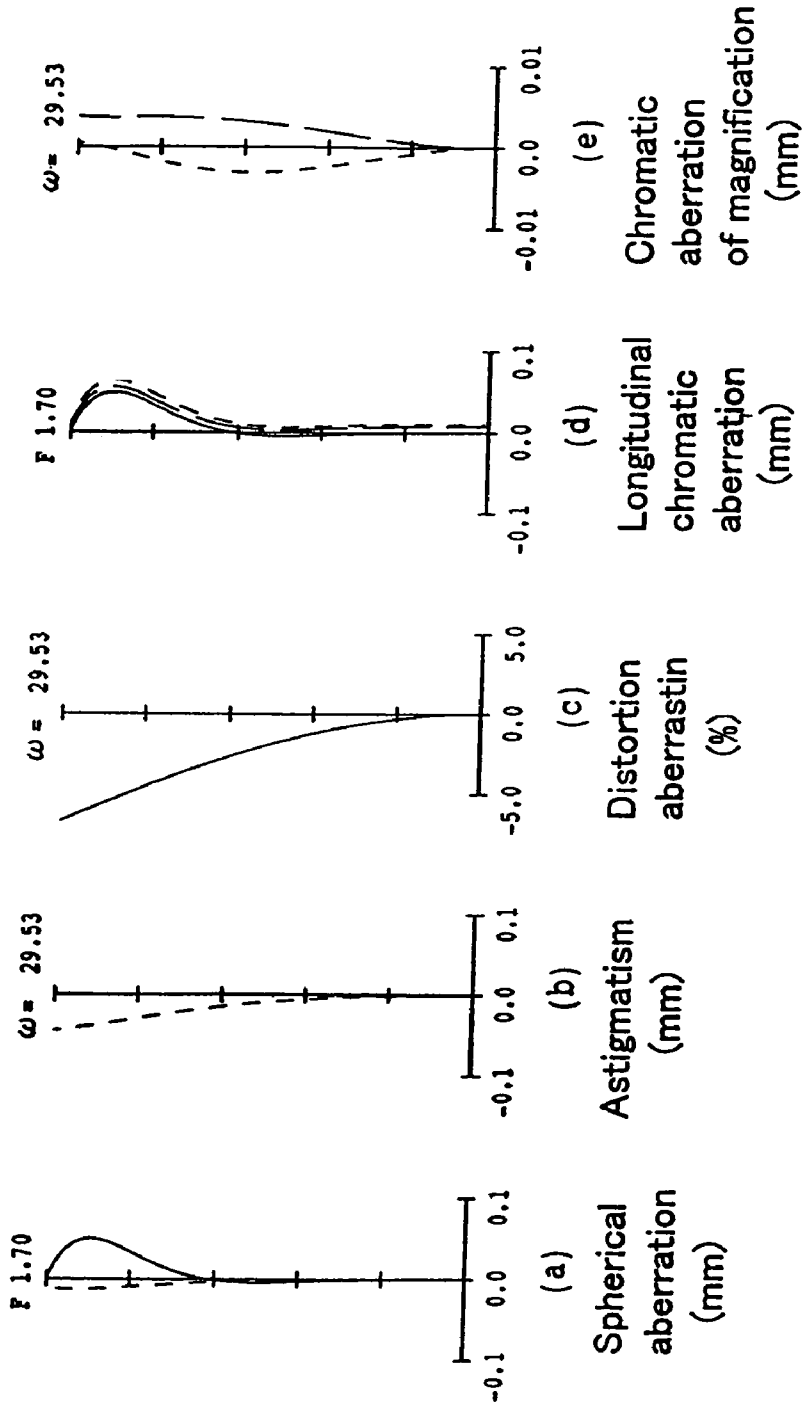 F 1.70
-0.1 0.0 0.1
(a)
Spherical
aberration
(mm)
ω = 29.53
-0.1 0.0 0.1
(b)
Astigmatism
(mm)
ω = 29.53
-5.0 0.0 5.0
(c)
Distortion
aberrastin
(%)
F 1.70
-0.1 0.0 0.1
(d)
Longitudinal
chromatic
aberration
(mm)
ω = 29.53
-0.01 0.0 0.01
(e)
Chromatic
aberration
of magnification
(mm)